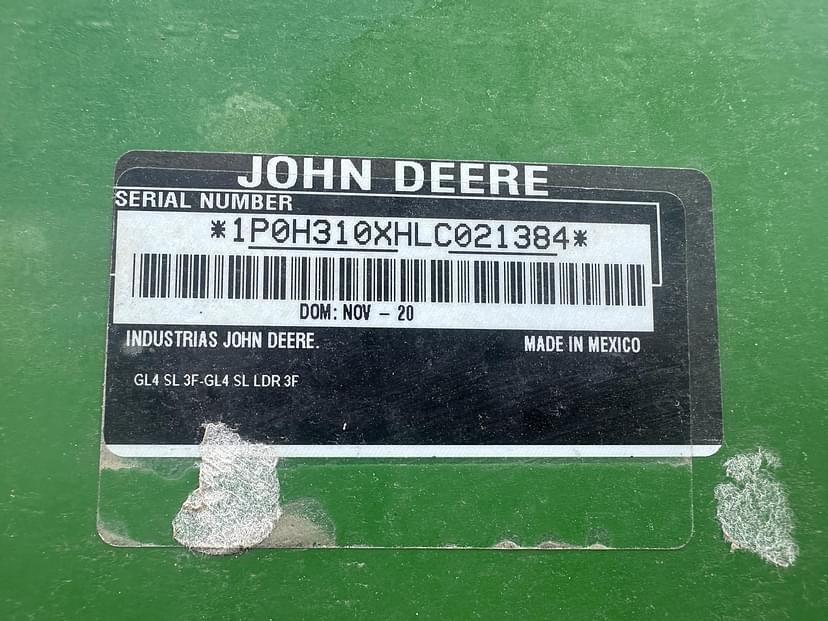 JOHN DEERE
SERIAL NUMBER
*1P0H310XHLC021384*
DOM: NOV - 20
INDUSTRIAS JOHN DEERE. MADE IN MEXICO
GL4 SL 3F-GL4 SL LDR 3F